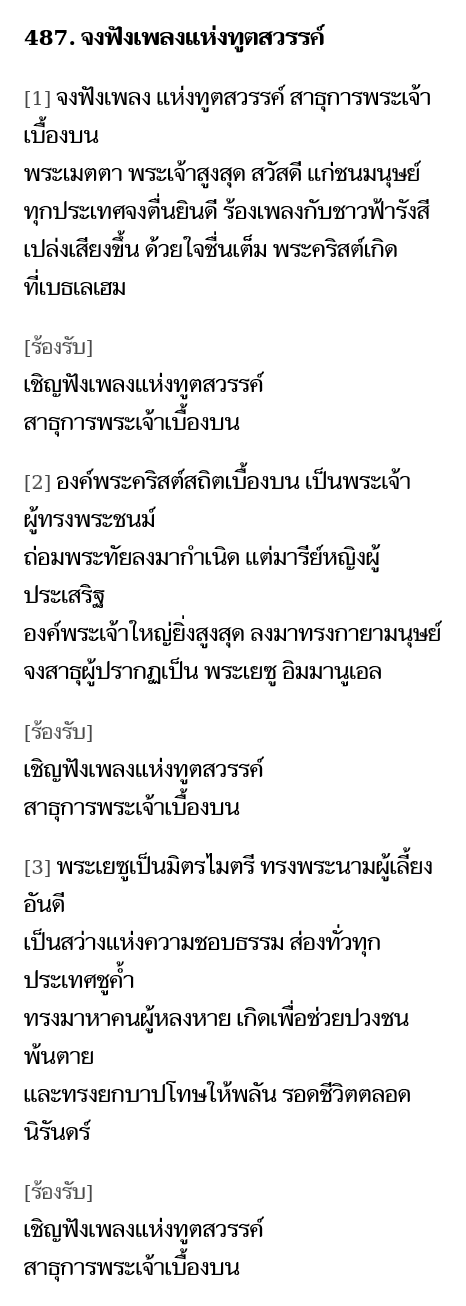 487. จงฟังเพลงแห่งทูตสวรรค์
[1] จงฟังเพลง แห่งทูตสวรรค์ สาธุการพระเจ้า
เบื้องบน
พระเมตตา พระเจ้าสูงสุด สวัสดี แก่ชนมนุษย์
ทุกประเทศจงตื่นยินดี ร้องเพลงกับชาวฟ้ารังสี
เปล่งเสียงขึ้น ด้วยใจชื่นเต็ม พระคริสต์เกิด
ที่เบธเลเฮม
[ร้องรับ]
เชิญฟังเพลงแห่งทูตสวรรค์
สาธุการพระเจ้าเบื้องบน
[2] องค์พระคริสต์สถิตเบื้องบน เป็นพระเจ้า
ผู้ทรงพระชนม์
ถ่อมพระทัยลงมากำเนิด แต่มารีย์หญิงผู้
ประเสริฐ
องค์พระเจ้าใหญ่ยิ่งสูงสุด ลงมาทรงกายามนุษย์
จงสาธุผู้ปรากฏเป็น พระเยซู อิมมานูเอล
[ร้องรับ]
เชิญฟังเพลงแห่งทูตสวรรค์
สาธุการพระเจ้าเบื้องบน
[3] พระเยซูเป็นมิตรไมตรี ทรงพระนามผู้เลี้ยง
อันดี
เป็นสว่างแห่งความชอบธรรม ส่องทั่วทุก
ประเทศชูค้ำ
ทรงมาหาคนผู้หลงหาย เกิดเพื่อช่วยปวงชน
พ้นตาย
และทรงยกบาปโทษให้พลัน รอดชีวิตตลอด
นิรันดร์
[ร้องรับ]
เชิญฟังเพลงแห่งทูตสวรรค์
สาธุการพระเจ้าเบื้องบน